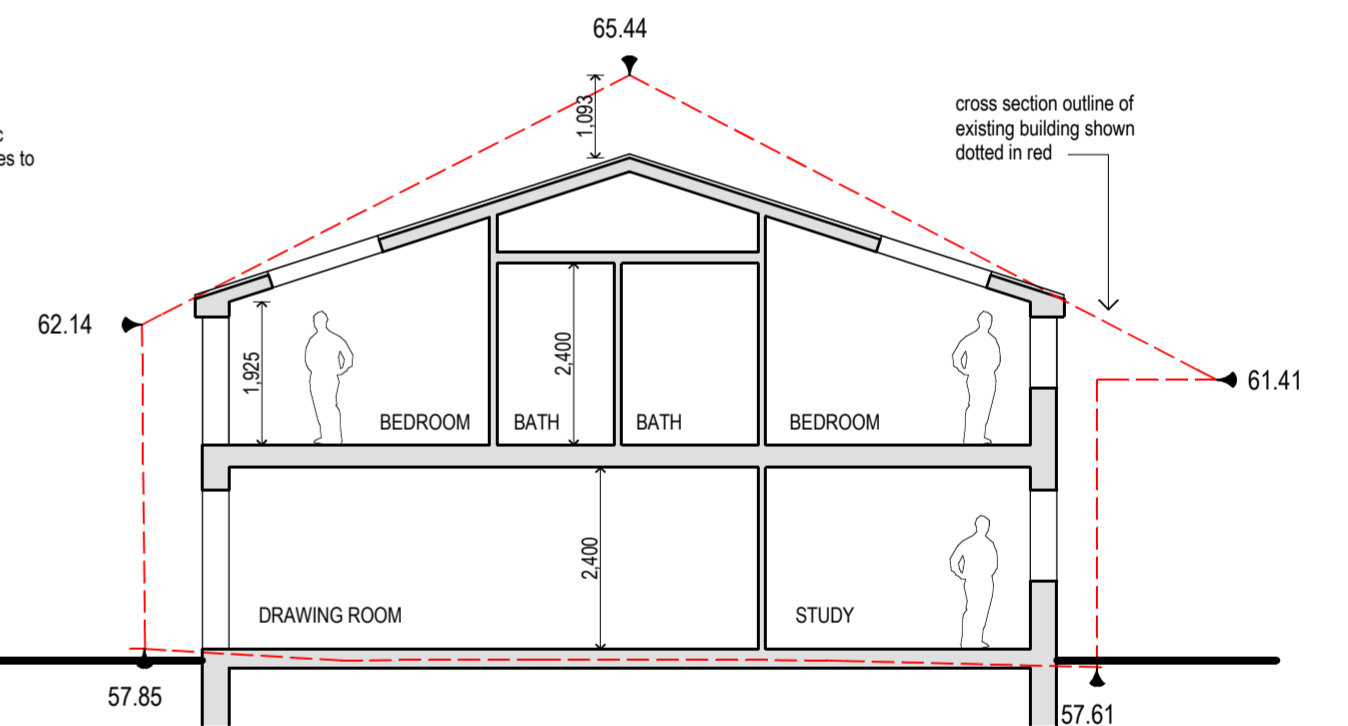 65.44
1,093
cross section outline of
existing building shown
dotted in red
es to
62.14
61.41
1,925
2,400
BEDROOM
BATH
BATH
BEDROOM
2,400
DRAWING ROOM
STUDY
57.85
57.61